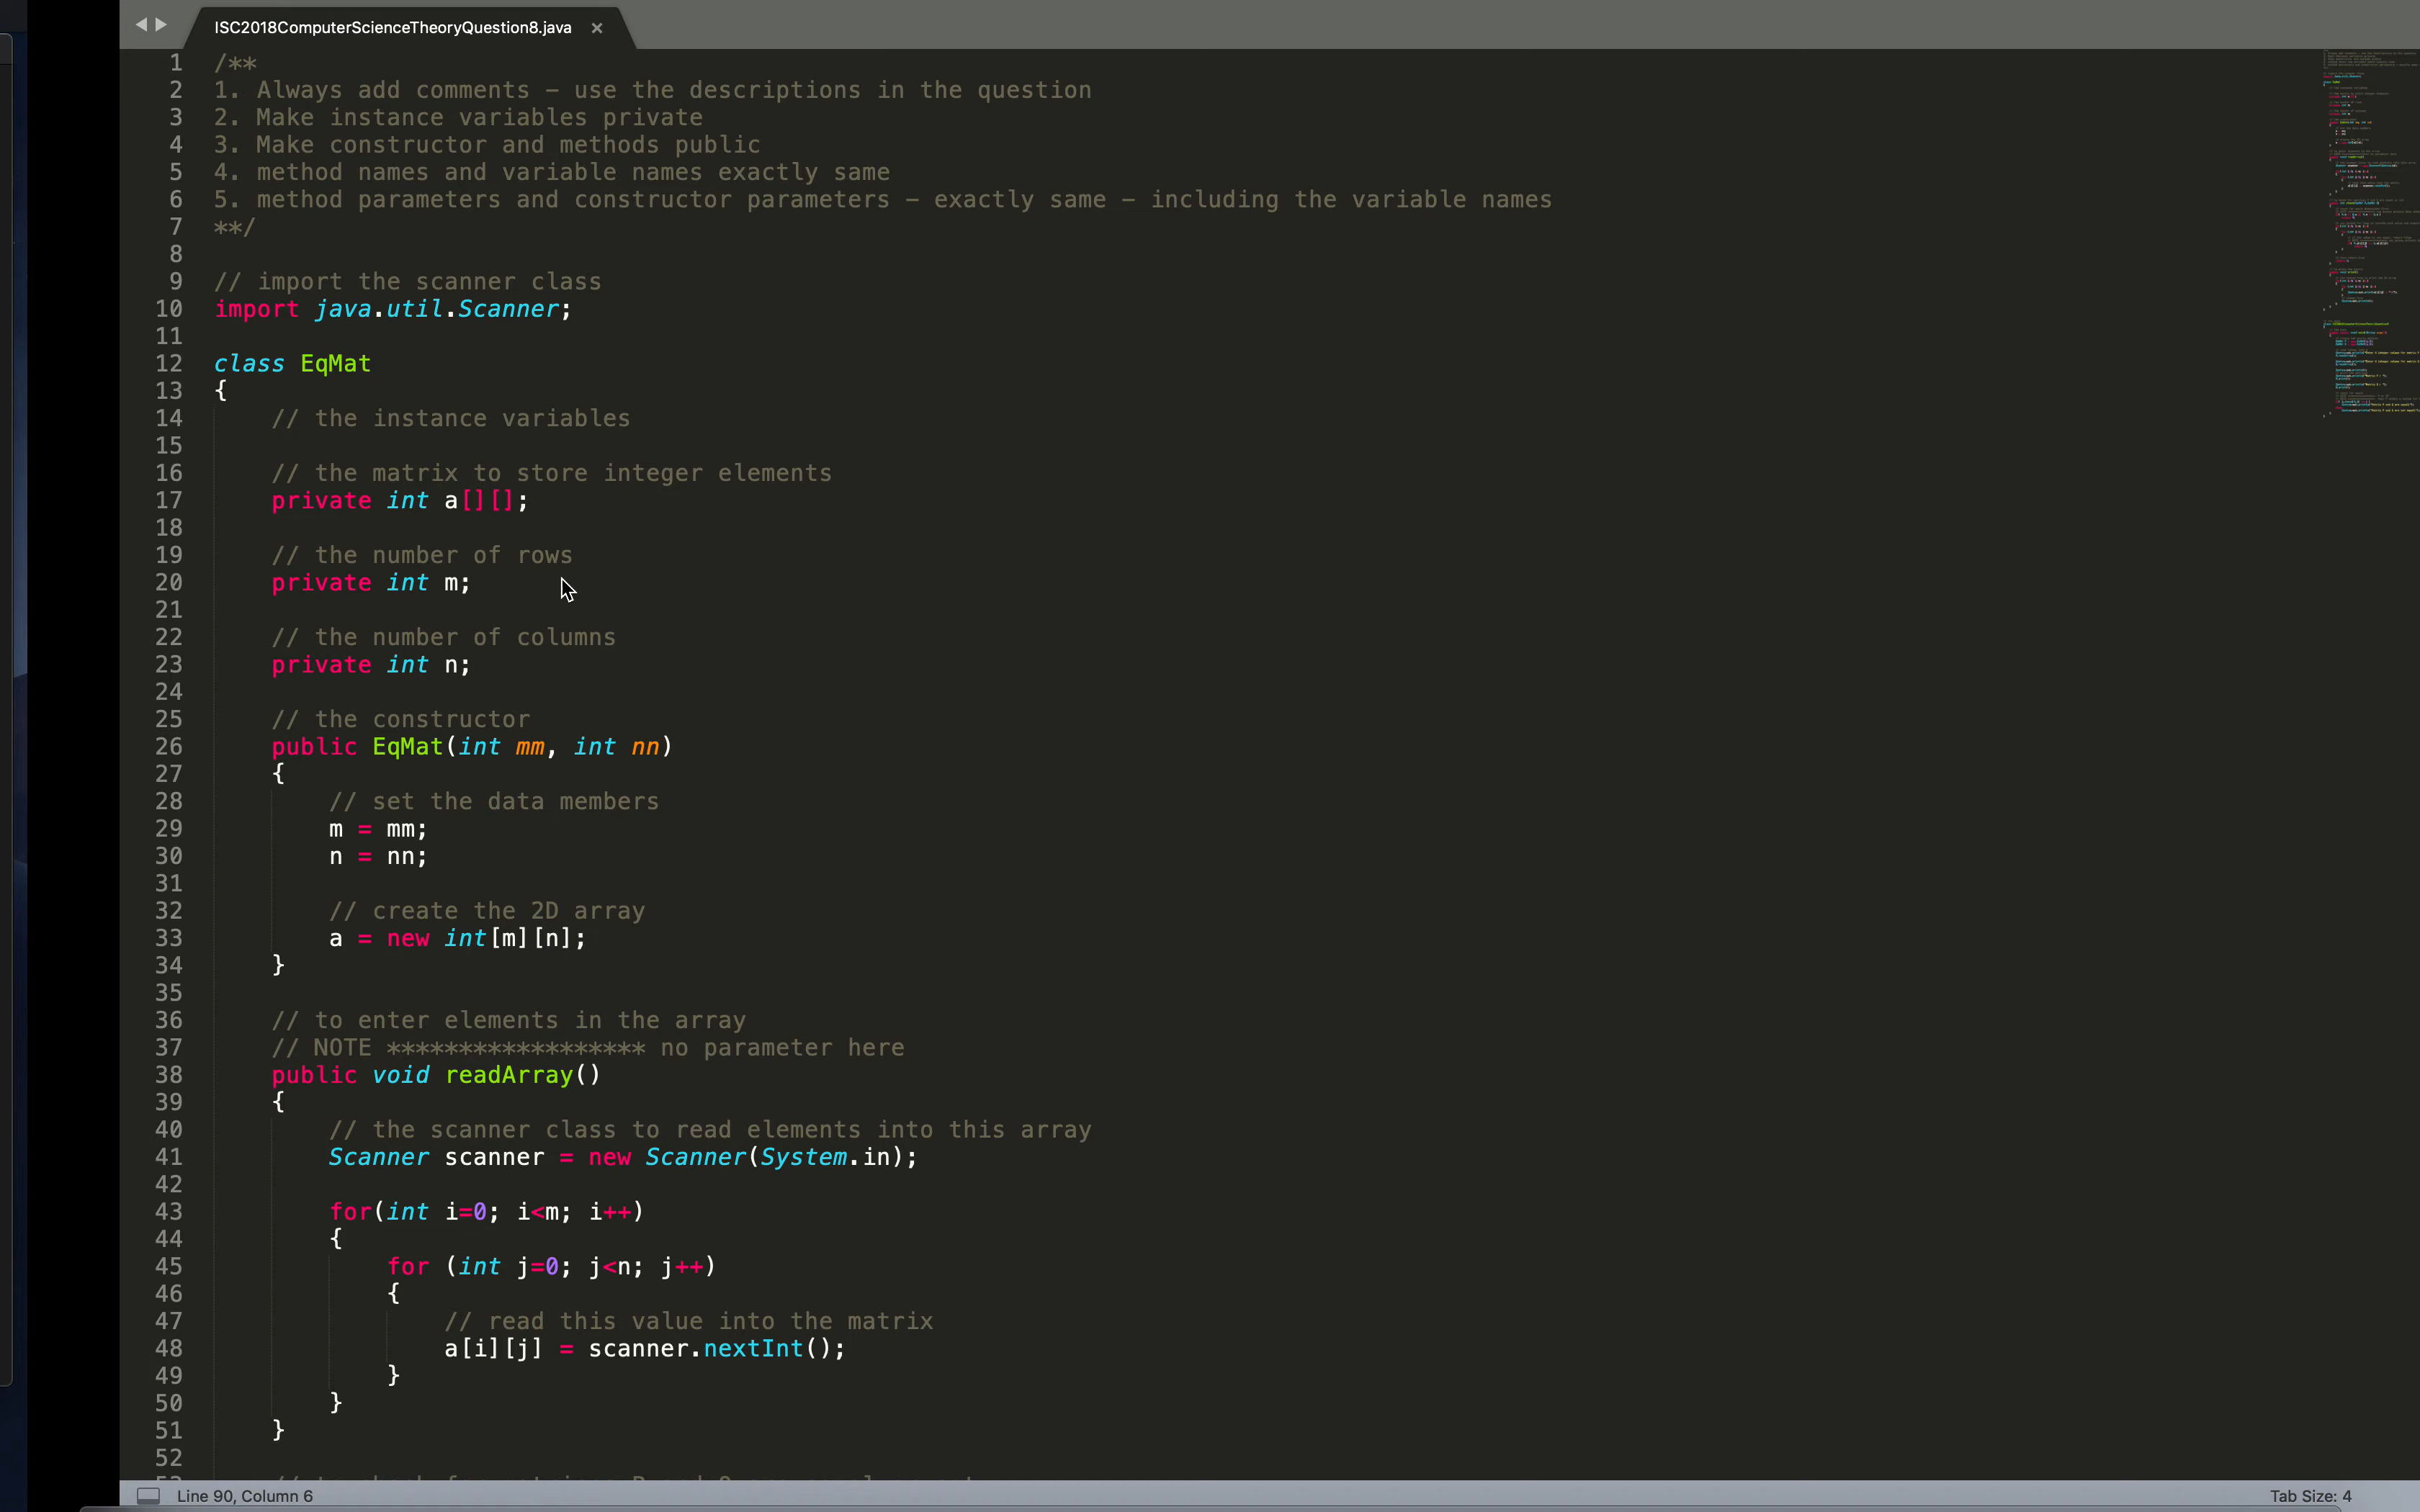 ISC2018ComputerScienceTheoryQuestion8.java ×
1 /**
2 1. Always add comments – use the descriptions in the question
3 2. Make instance variables private
4 3. Make constructor and methods public
5 4. method names and variable names exactly same
6 5. method parameters and constructor parameters – exactly same – including the variable names
7 **/
8
9 // import the scanner class
10 import java.util.Scanner;
11
12 class EqMat
13 {
14 // the instance variables
15
16 // the matrix to store integer elements
17 private int a[][];
18
19 // the number of rows
20 private int m;
21
22 // the number of columns
23 private int n;
24
25 // the constructor
26 public EqMat(int mm, int nn)
27 {
28 // set the data members
29 m = mm;
30 n = nn;
31
32 // create the 2D array
33 a = new int[m][n];
34 }
35
36 // to enter elements in the array
37 // NOTE ****************** no parameter here
38 public void readArray()
39 {
40 // the scanner class to read elements into this array
41 Scanner scanner = new Scanner(System.in);
42
43 for(int i=0; i<m; i++)
44 {
45 for (int j=0; j<n; j++)
46 {
47 // read this value into the matrix
48 a[i][j] = scanner.nextInt();
49 }
50 }
51 }
52
Line 90, Column 6
Tab Size: 4